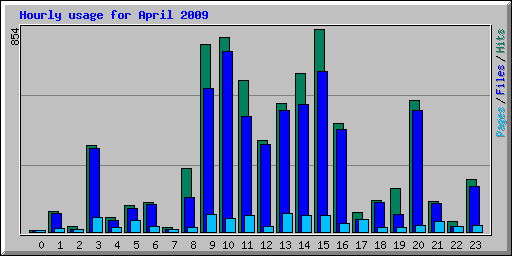 Hourly usage for April 2009
854
Pages / Files / Hits
0 1 2 3 4 5 6 7 8 9 10 11 12 13 14 15 16 17 18 19 20 21 22 23